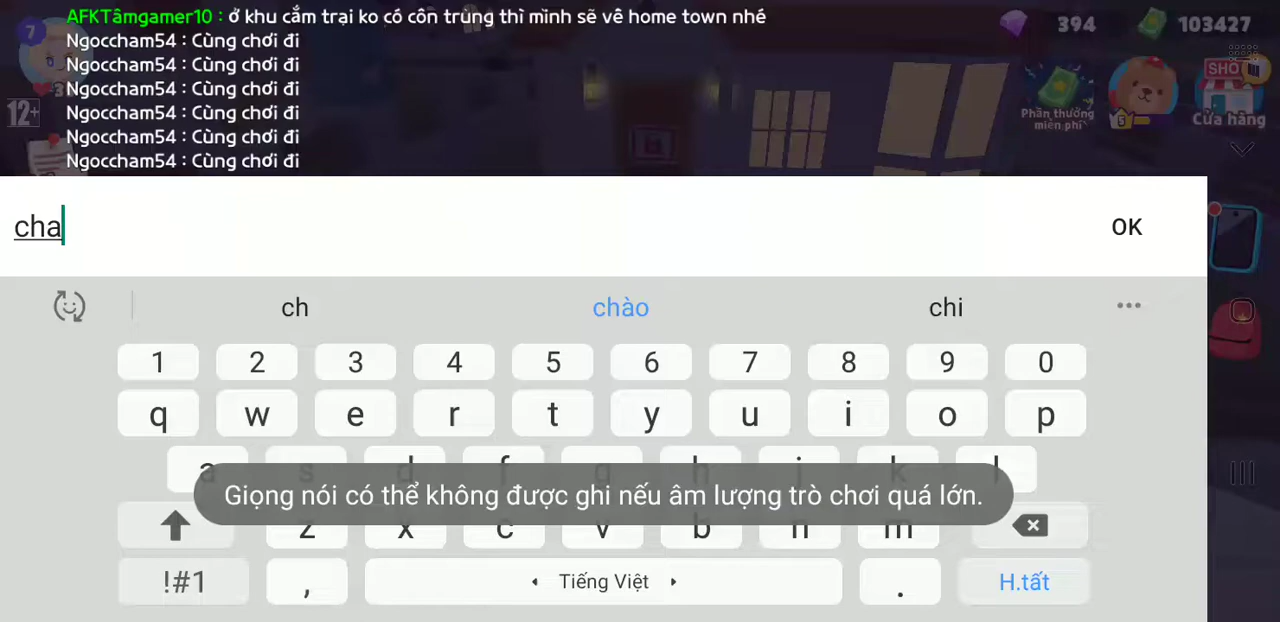 AFKTâmgamer10 : ở khu cắm trại ko có côn trùng thì mình sẽ về home town nhé
Ngoccham54 : Cùng chơi đi
Ngoccham54 : Cùng chơi đi
Ngoccham54 : Cùng chơi đi
Ngoccham54 : Cùng chơi đi
Ngoccham54 : Cùng chơi đi
Ngoccham54 : Cùng chơi đi
7
12+
394
103427
Phần thưởng
miễn phí
5
SHO
Cửa hàng
cha
OK
ch chào chi
1 2 3 4 5 6 7 8 9 0
q w e r t y u i o p
a s d f g h j k l
Giọng nói có thể không được ghi nếu âm lượng trò chơi quá lớn.
z x c v b n m
!#1 , Tiếng Việt . H.tất